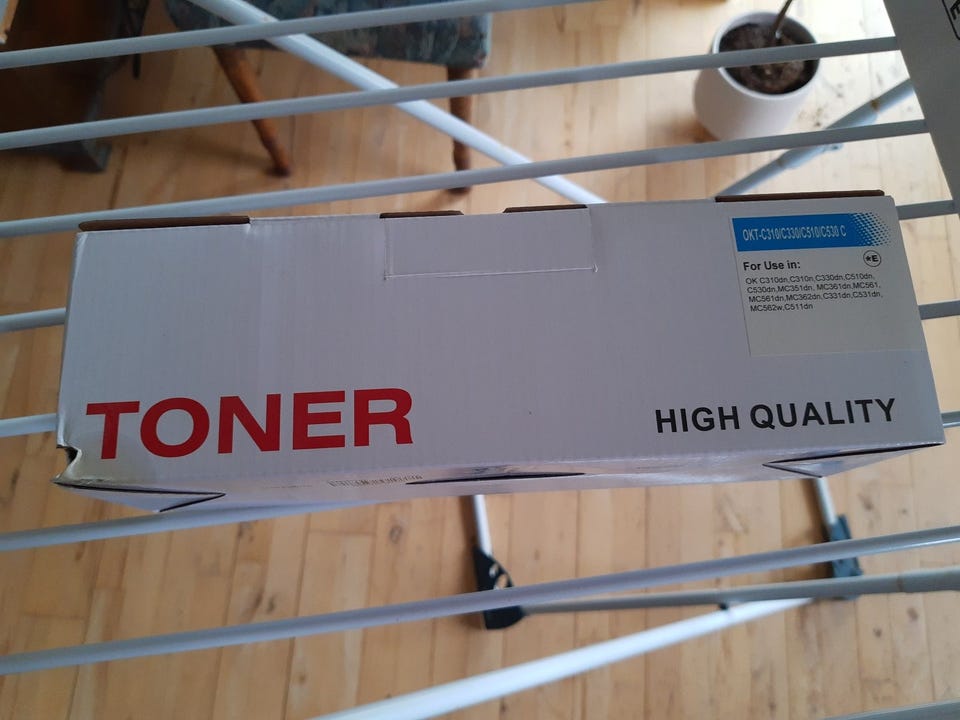 OKT-C310/C330/C510/C530 C
For Use in:
★E
OK C310dn,C310n,C330dn,C510dn,
C530dn,MC351dn, MC361dn,MC561,
MC561dn,MC362dn,C331dn,C531dn,
MC562w,C511dn
TONER
HIGH QUALITY